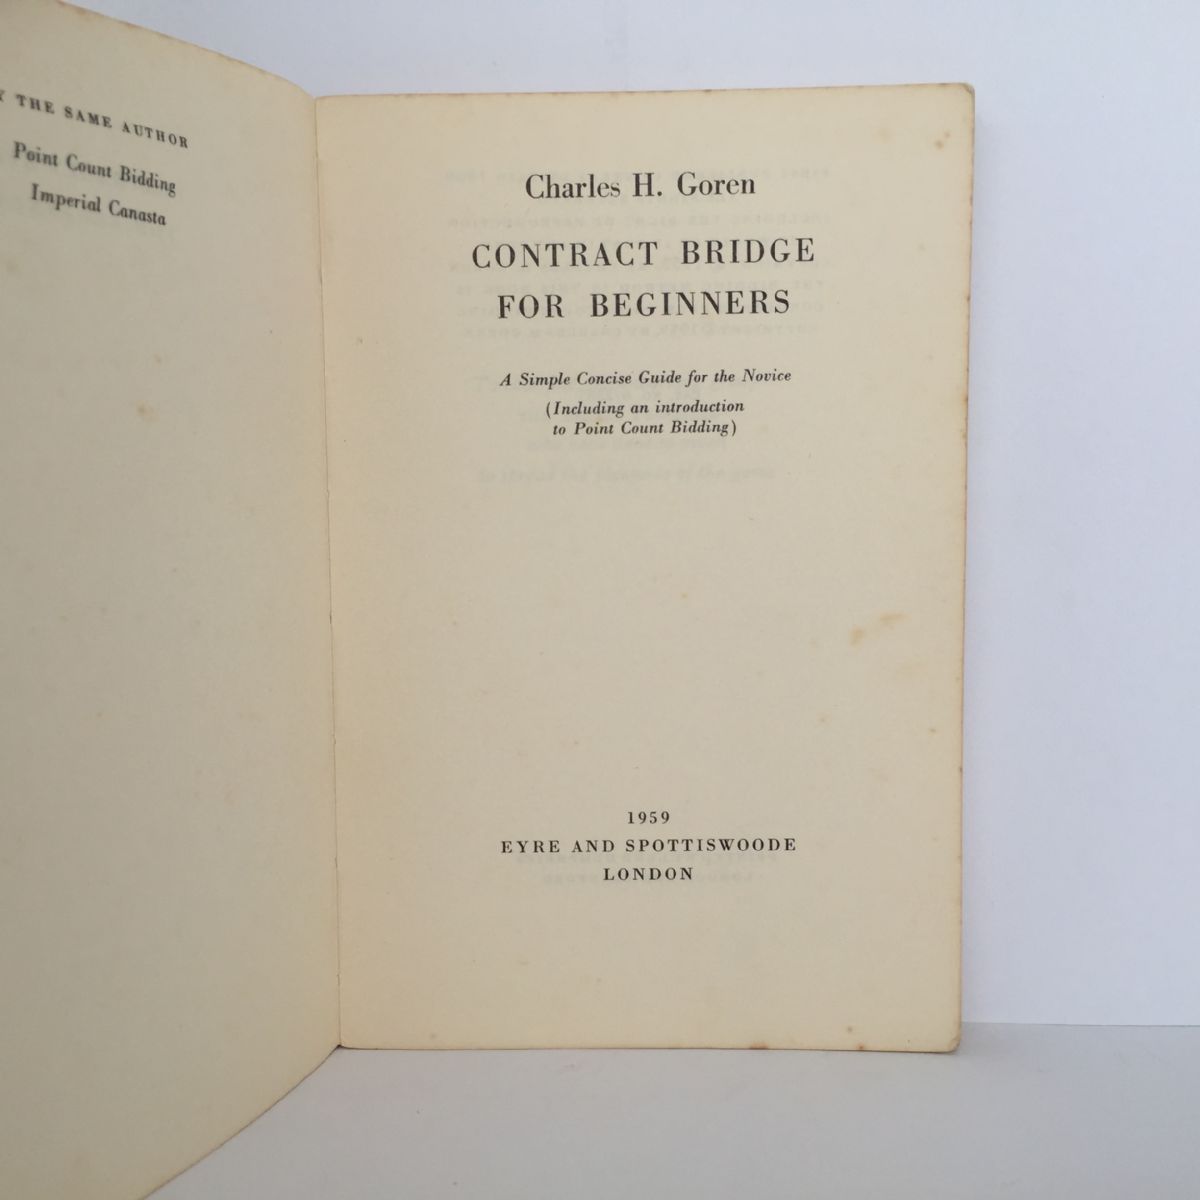 THE SAME AUTHOR
Point Count Bidding
Imperial Canasta
Charles H. Goren
CONTRACT BRIDGE
FOR BEGINNERS
A Simple Concise Guide for the Novice
(Including an introduction
to Point Count Bidding)
1959
EYRE AND SPOTTISWOODE
LONDON